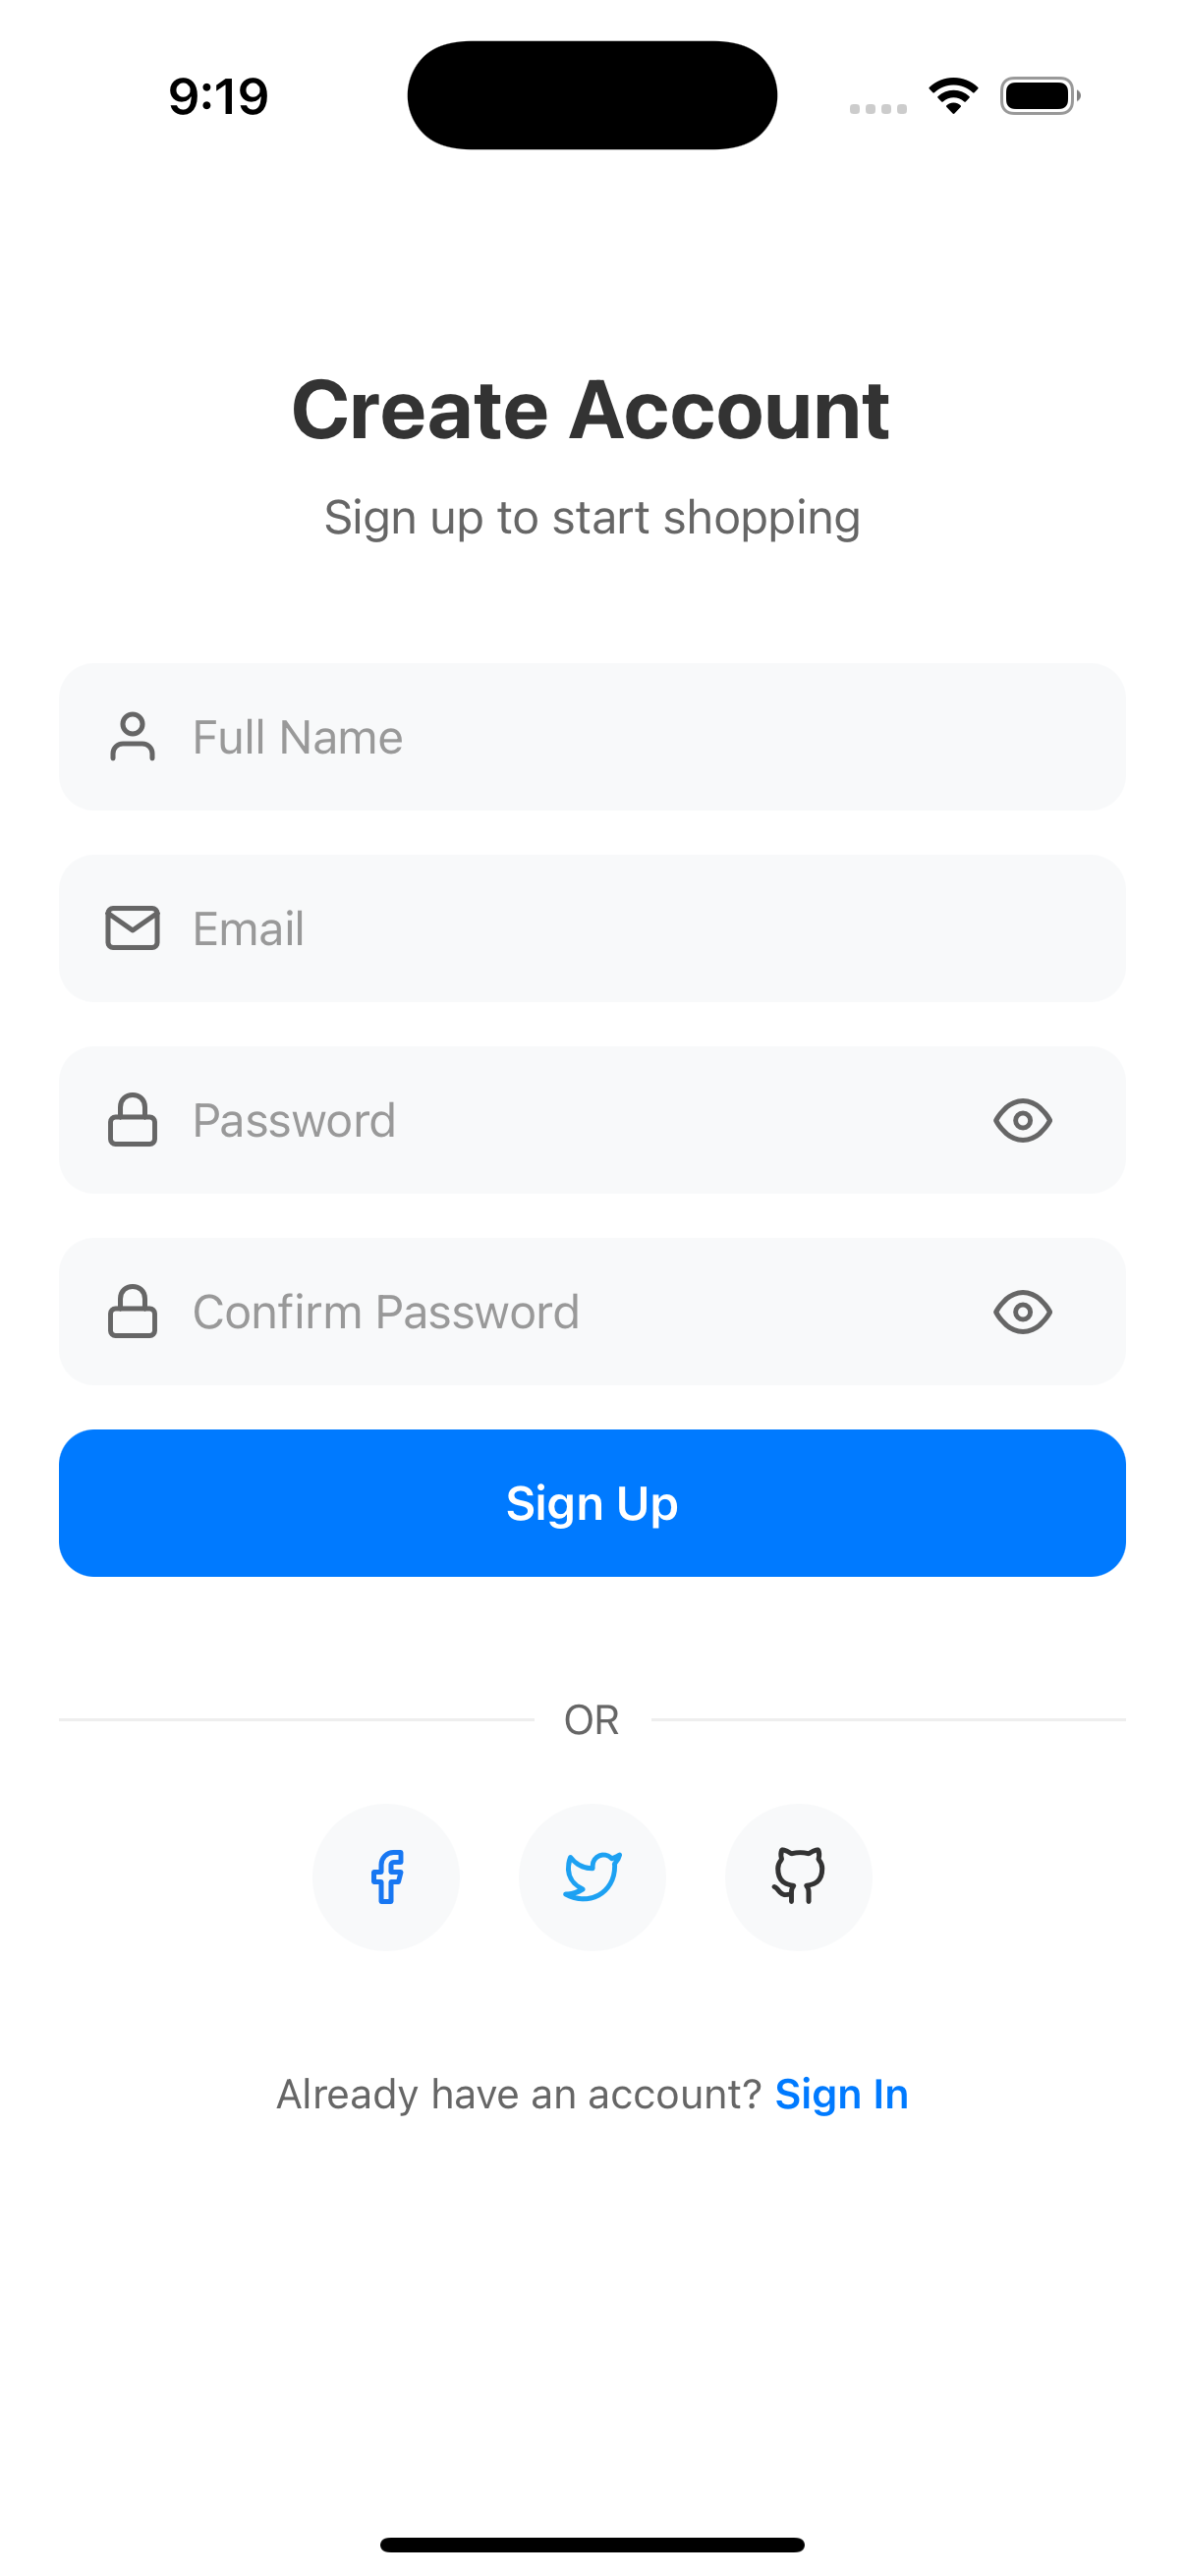 9:19
Create Account
Sign up to start shopping
Full Name
Email
Password
Confirm Password
Sign Up
OR
Already have an account? Sign In